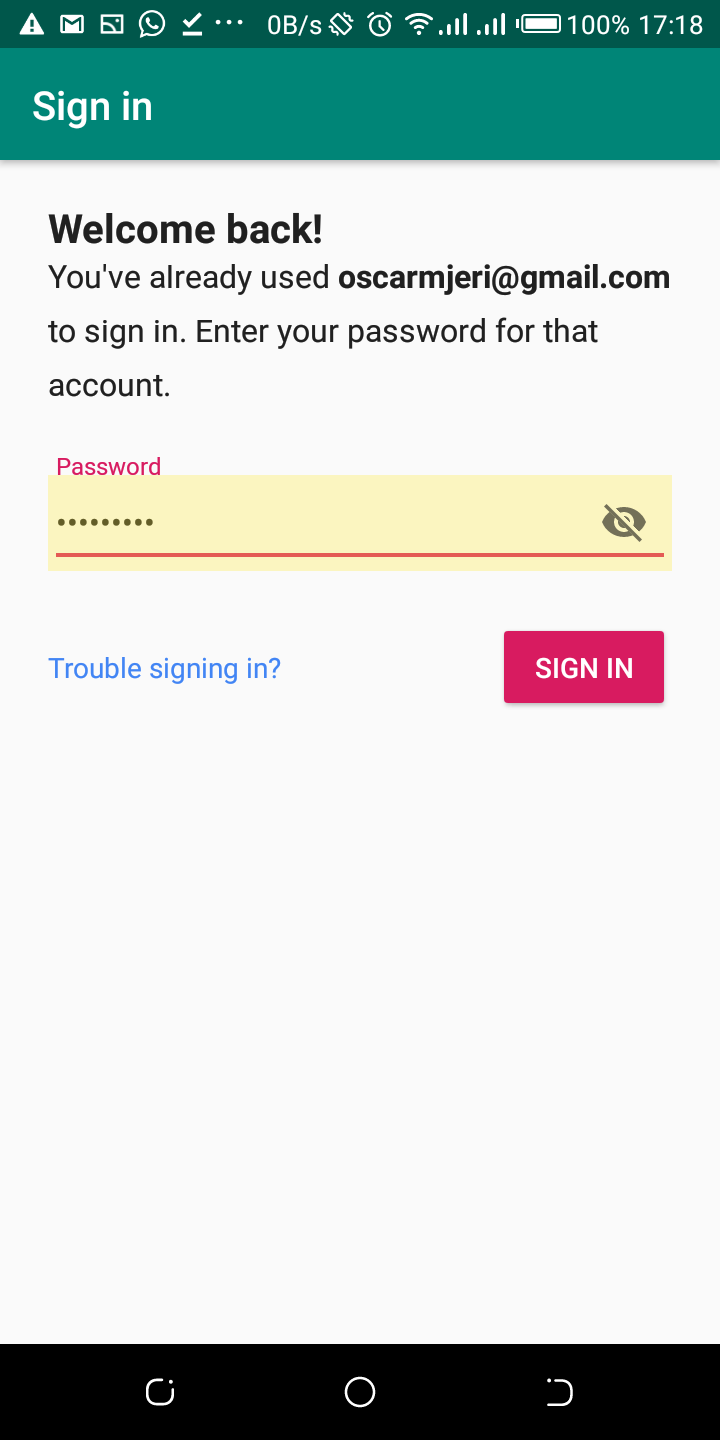 0B/s 100% 17:18
Sign in
Welcome back!
You've already used oscarmjeri@gmail.com
to sign in. Enter your password for that
account.
Password
•••••••••
Trouble signing in? SIGN IN